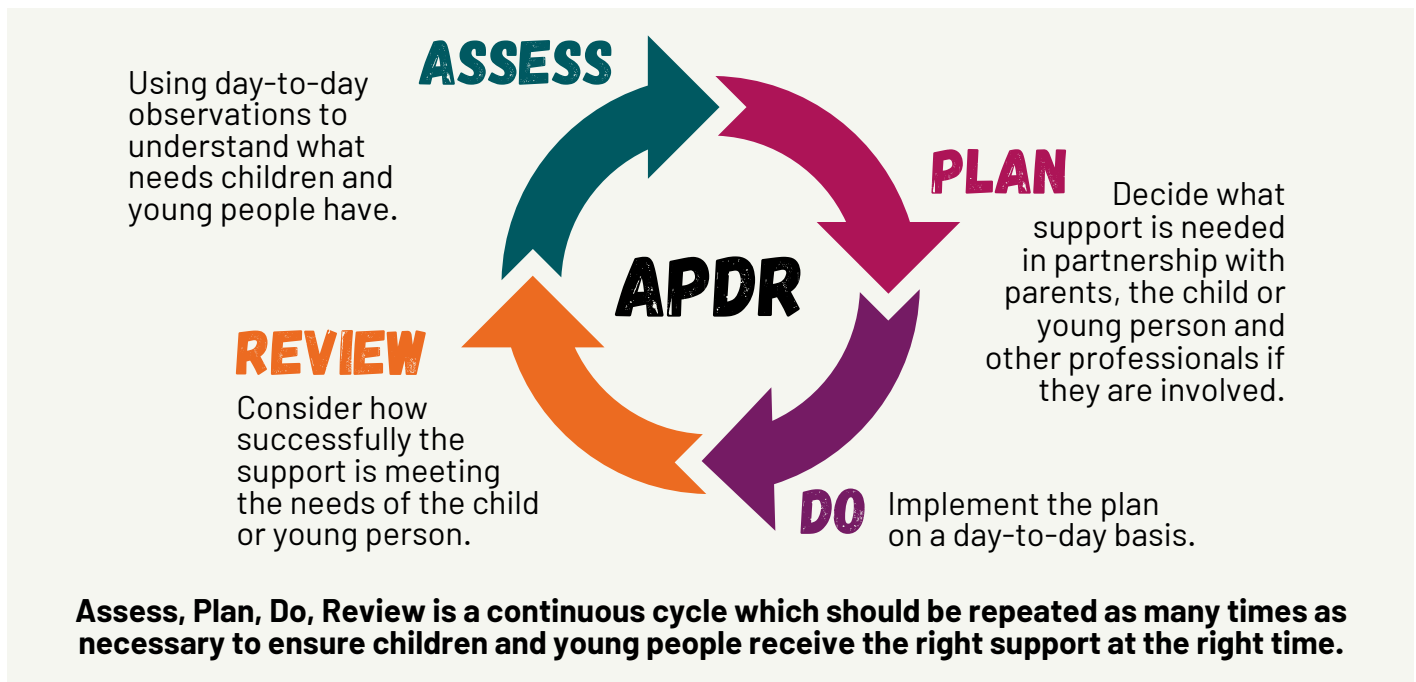 ASSESS
Using day-to-day
observations to
understand what
needs children and
young people have.
PLAN
Decide what
support is needed
in partnership with
parents, the child or
young person and
other professionals if
they are involved.
APDR
DO
Implement the plan
on a day-to-day basis.
REVIEW
Consider how
successfully the
support is meeting
the needs of the child
or young person.
Assess, Plan, Do, Review is a continuous cycle which should be repeated as many times as
necessary to ensure children and young people receive the right support at the right time.